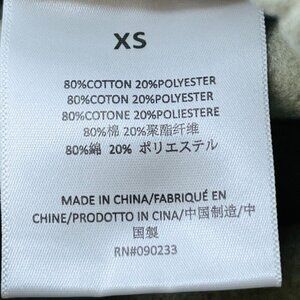 XS
80%COTTON 20%POLYESTER
80%COTON 20%POLYESTER
80%COTONE 20%POLIESTERE
80%棉 20%聚酯纤维
80%綿 20% ポリエステル
MADE IN CHINA/FABRIQUÉ EN
CHINE/PRODOTTO IN CINA/中国制造/中
国製
RN#090233